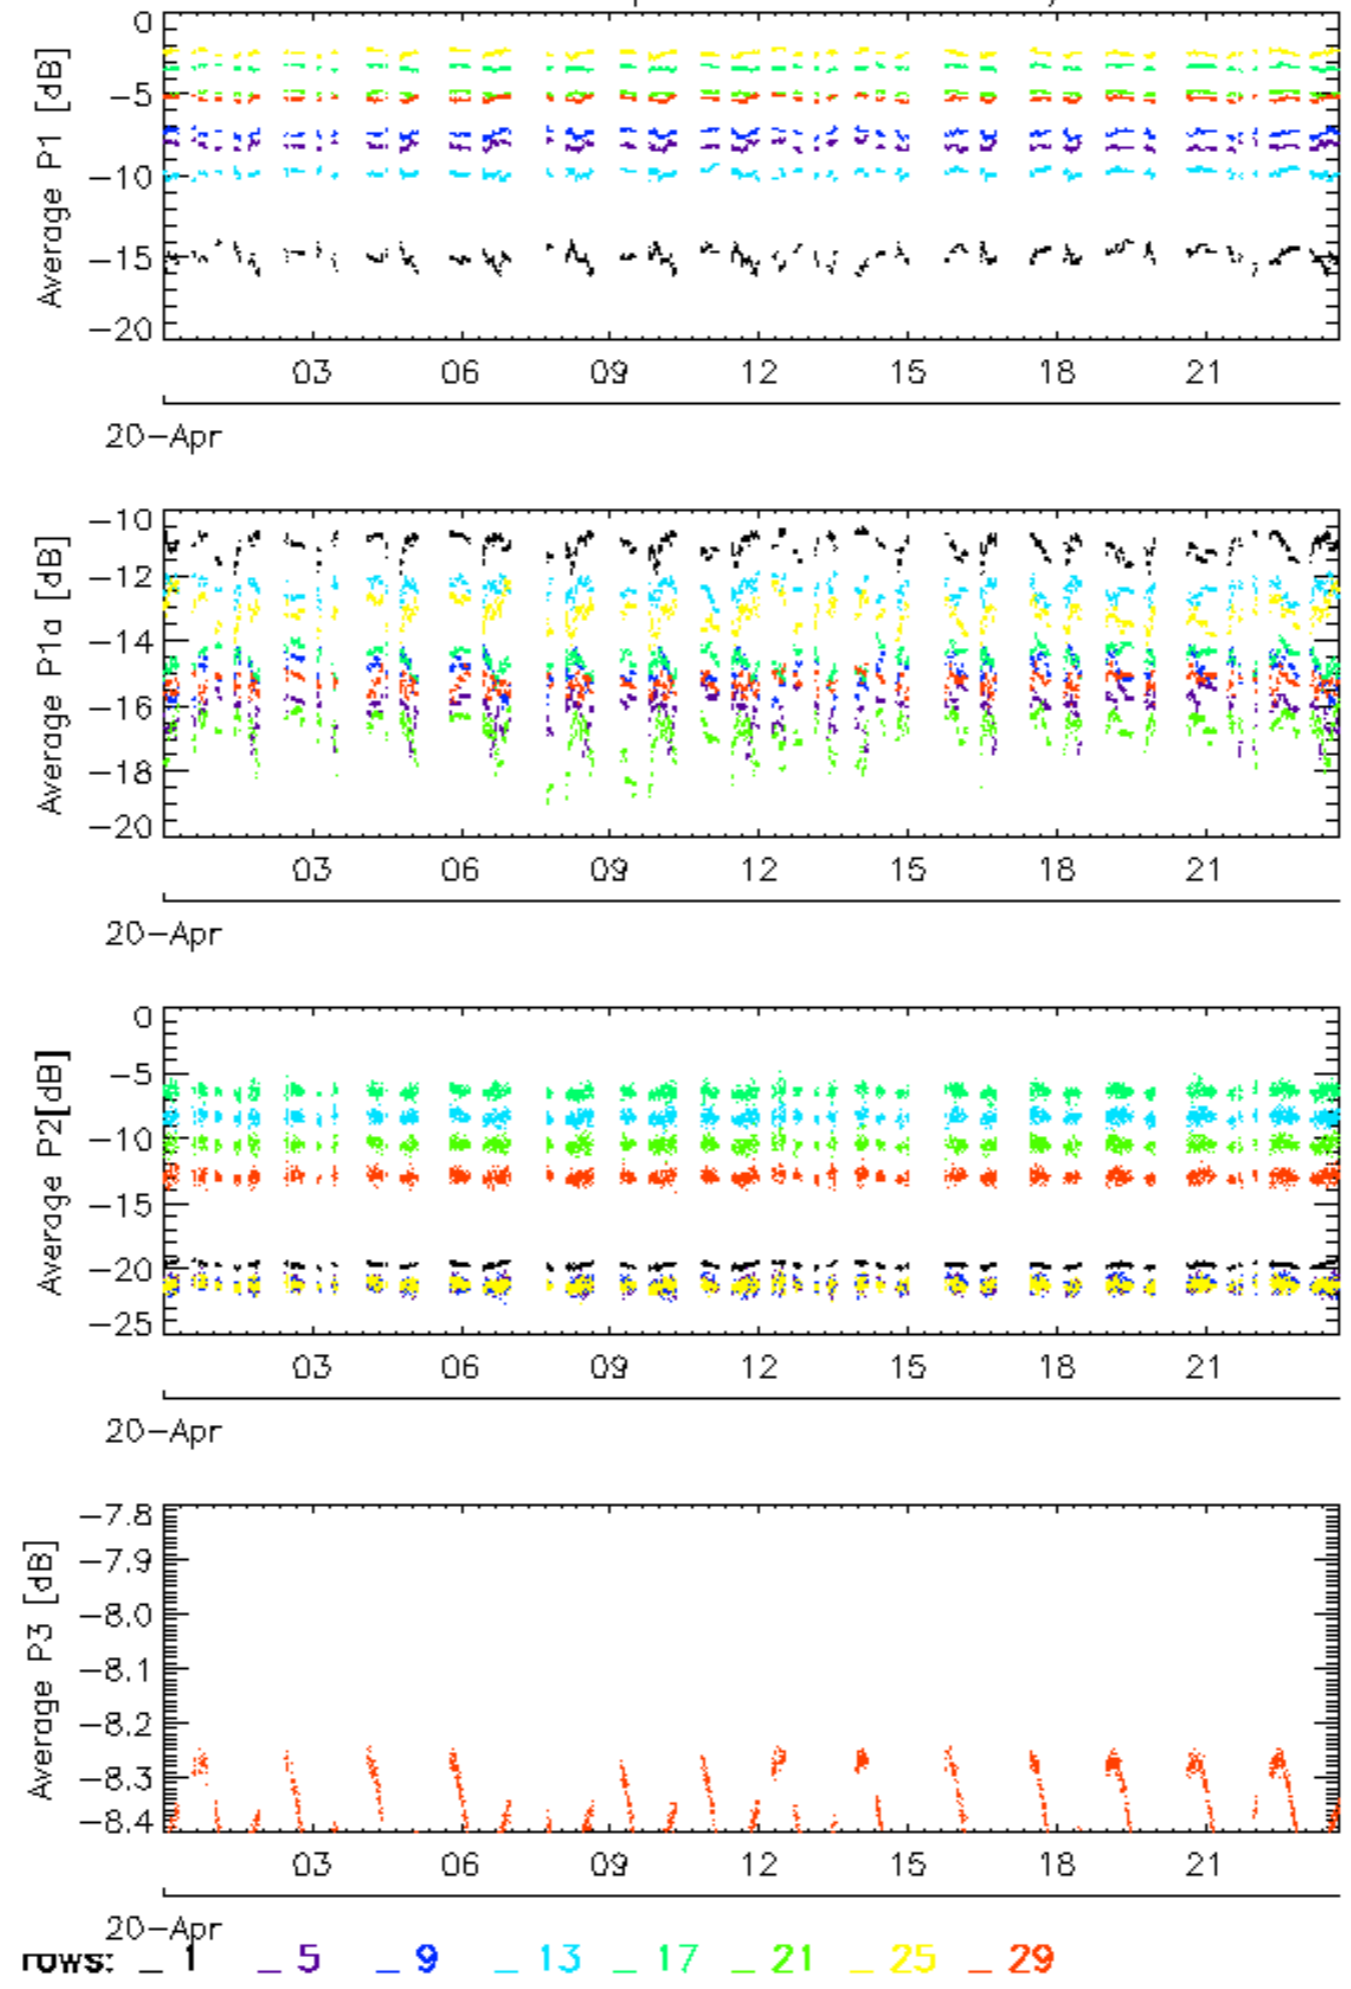 0
−5
−10
−15
−20
Average P1 [dB]
03 06 09 12 15 18 21
20−Apr
−10
−12
−14
−16
−18
−20
Average P1a [dB]
03 06 09 12 15 18 21
20−Apr
0
−5
−10
−15
−20
−25
Average P2[dB]
03 06 09 12 15 18 21
20−Apr
−7.8
−7.9
−8.0
−8.1
−8.2
−8.3
−8.4
Average P3 [dB]
03 06 09 12 15 18 21
20−Apr
rows: _ 1 _ 5 _ 9 _ 13 _ 17 _ 21 _ 25 _ 29